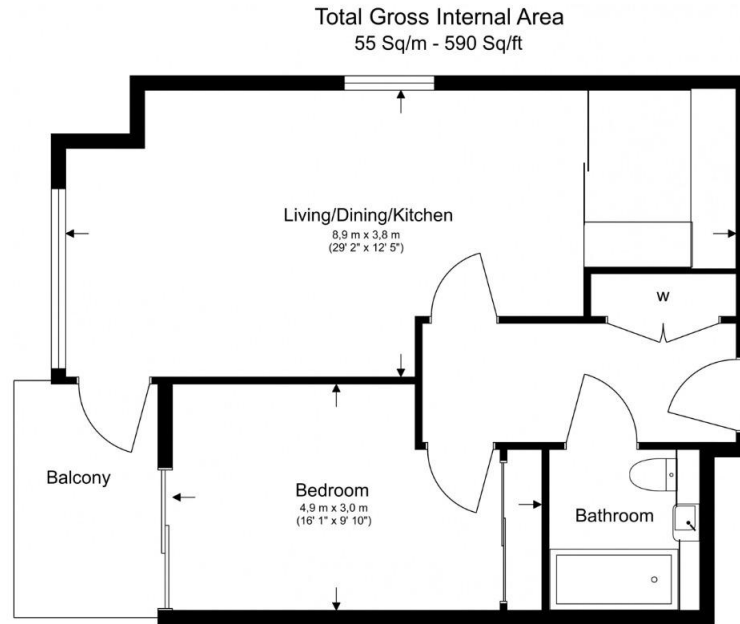 Total Gross Internal Area
55 Sq/m - 590 Sq/ft
Living/Dining/Kitchen
8,9 m x 3,8 m
(29' 2" x 12' 5")
W
Balcony
Bedroom
4,9 m x 3,0 m
(16' 1" x 9' 10")
Bathroom